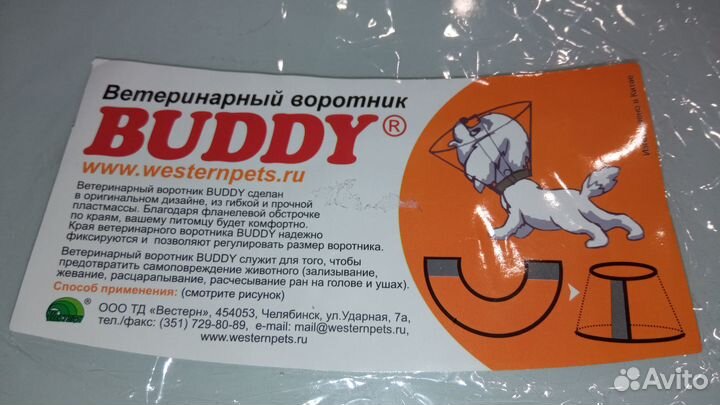 Ветеринарный воротник
BUDDY®
www.westernpets.ru
Ветеринарный воротник BUDDY сделан
в оригинальном дизайне, из гибкой и прочной
пластмассы. Благодаря фланелевой обстрочке
по краям, вашему питомцу будет комфортно.
Края ветеринарного воротника BUDDY надежно
фиксируются и позволяют регулировать размер воротника.
Ветеринарный воротник BUDDY служит для того, чтобы
предотвратить самоповреждение животного (зализывание,
жевание, расцарапывание, расчесывание ран на голове и ушах).
Способ применения: (смотрите рисунок)
ООО ТД «Вестерн», 454053, Челябинск, ул.Ударная, 7а,
тел./факс: (351) 729-80-89, e-mail: mail@westernpets.ru,
www.westernpets.ru
в Китае
Avito